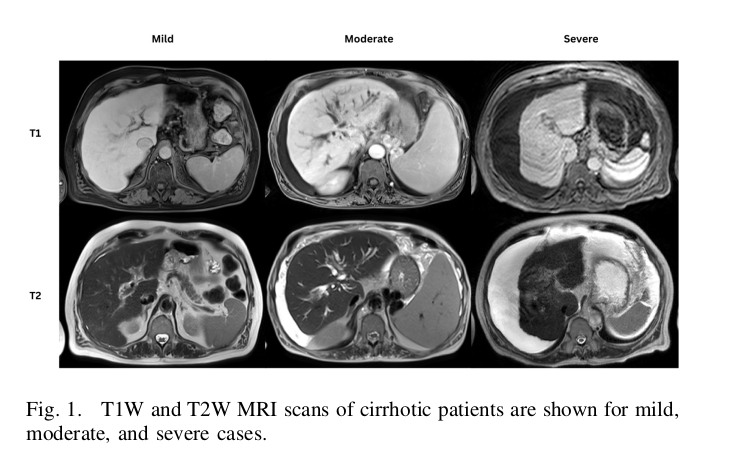 Mild Moderate Severe
T1
T2
Fig. 1. T1W and T2W MRI scans of cirrhotic patients are shown for mild,
moderate, and severe cases.